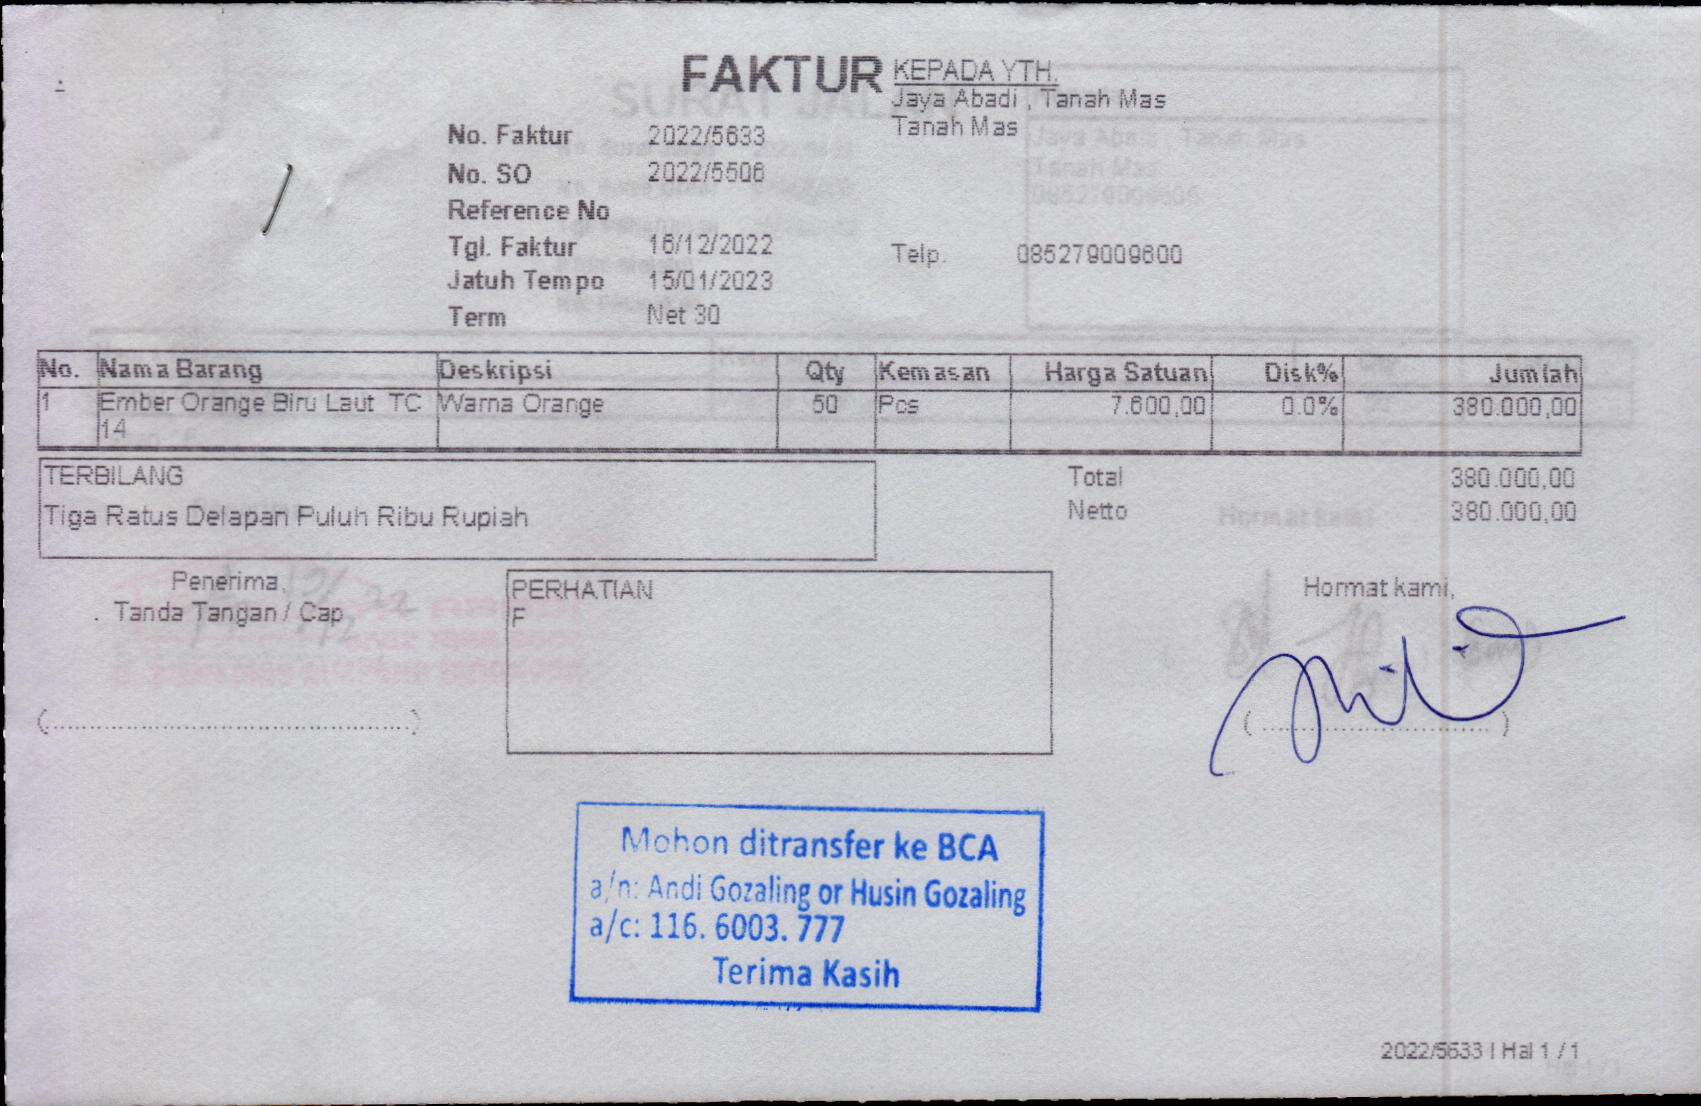 FAKTUR
KEPADA YTH.
Jaya Abadi , Tanah Mas
Tanah Mas
No. Faktur 2022/5633
No. SO 2022/5506
Reference No
Tgl. Faktur 16/12/2022
Telp. 085279009600
Jatuh Tempo 15/01/2023
Term Net 30
No. Nama Barang Deskripsi Qty Kemasan Harga Satuan Disk% Jumlah
1 Ember Orange Biru Laut TC Warna Orange 50 Pcs 7.600,00 0.0% 380.000,00
14
TERBILANG
Tiga Ratus Delapan Puluh Ribu Rupiah
Total 380.000,00
Netto 380.000,00
Penerima,
Tanda Tangan / Cap
PERHATIAN
F
Hormat kami,
(..................................................)
(................................)
Mohon ditransfer ke BCA
a/n: Andi Gozaling or Husin Gozaling
a/c: 116. 6003. 777
Terima Kasih
2022/5633 | Hal 1 / 1